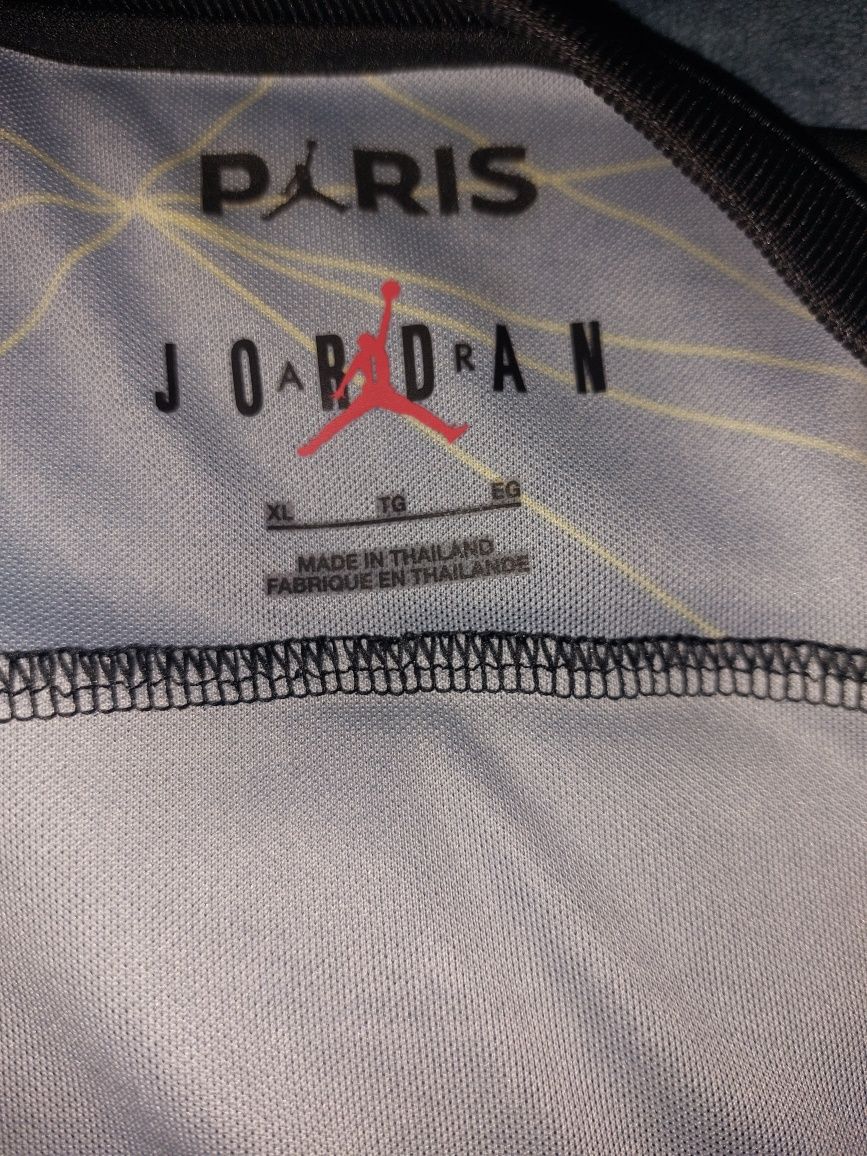 PARIS
JORDAN
AIR
XL TG EG
MADE IN THAILAND
FABRIQUE EN THAILANDE